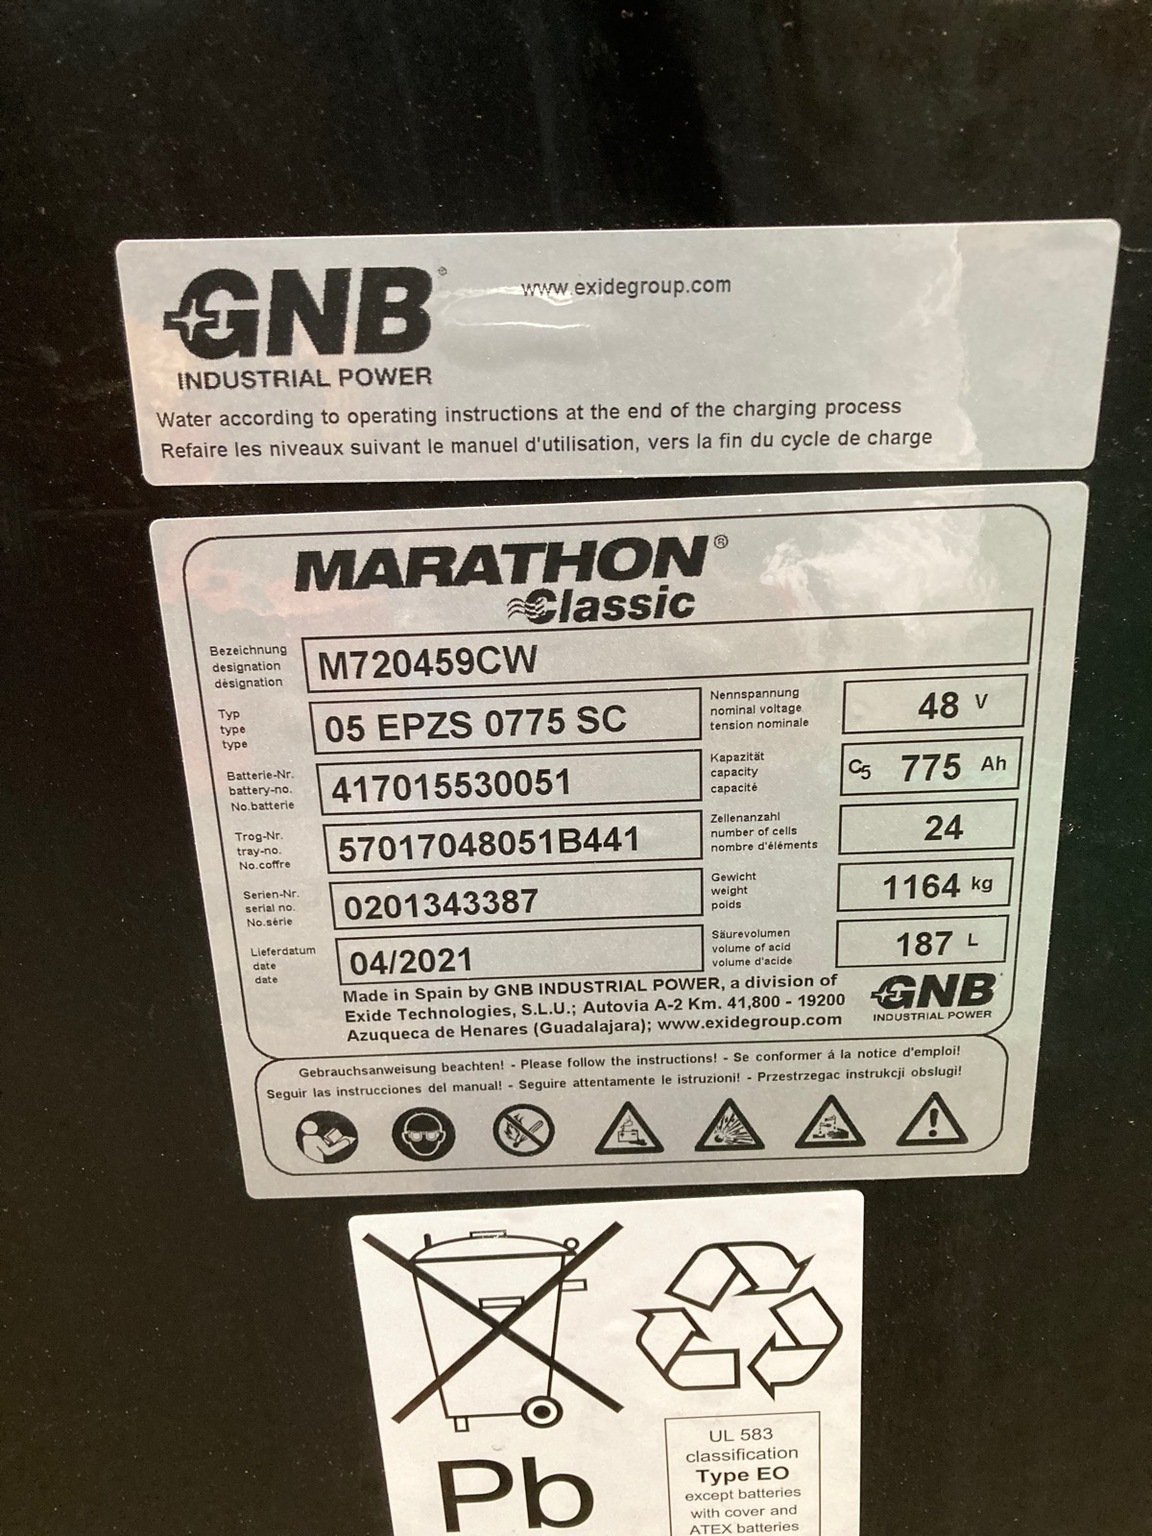 GNB®
www.exidegroup.com
INDUSTRIAL POWER
Water according to operating instructions at the end of the charging process
Refaire les niveaux suivant le manuel d'utilisation, vers la fin du cycle de charge
MARATHON®
Classic
Bezeichnung
designation
dèsignation
M720459CW
Typ
type
type
05 EPZS 0775 SC
Nennspannung
nominal voltage
tension nominale
48 V
Batterie-Nr.
battery-no.
No.batterie
417015530051
Kapazität
capacity
capacité
C5 775 Ah
Trog-Nr.
tray-no.
No.coffre
57017048051B441
Zellenanzahl
number of cells
nombre d'éléments
24
Serien-Nr.
serial no.
No.série
0201343387
Gewicht
weight
poids
1164 kg
Lieferdatum
date
date
04/2021
Säurevolumen
volume of acid
volume d'acide
187 L
Made in Spain by GNB INDUSTRIAL POWER, a division of
Exide Technologies, S.L.U.; Autovia A-2 Km. 41,800 - 19200
Azuqueca de Henares (Guadalajara); www.exidegroup.com
GNB
INDUSTRIAL POWER
Gebrauchsanweisung beachten! - Please follow the instructions! - Se conformer á la notice d'emploi!
Seguir las instrucciones del manual! - Seguire attentamente le istruzioni! - Przestrzegac instrukcji obslugi!
Pb
UL 583
classification
Type EO
except batteries
with cover and
ATEX batteries